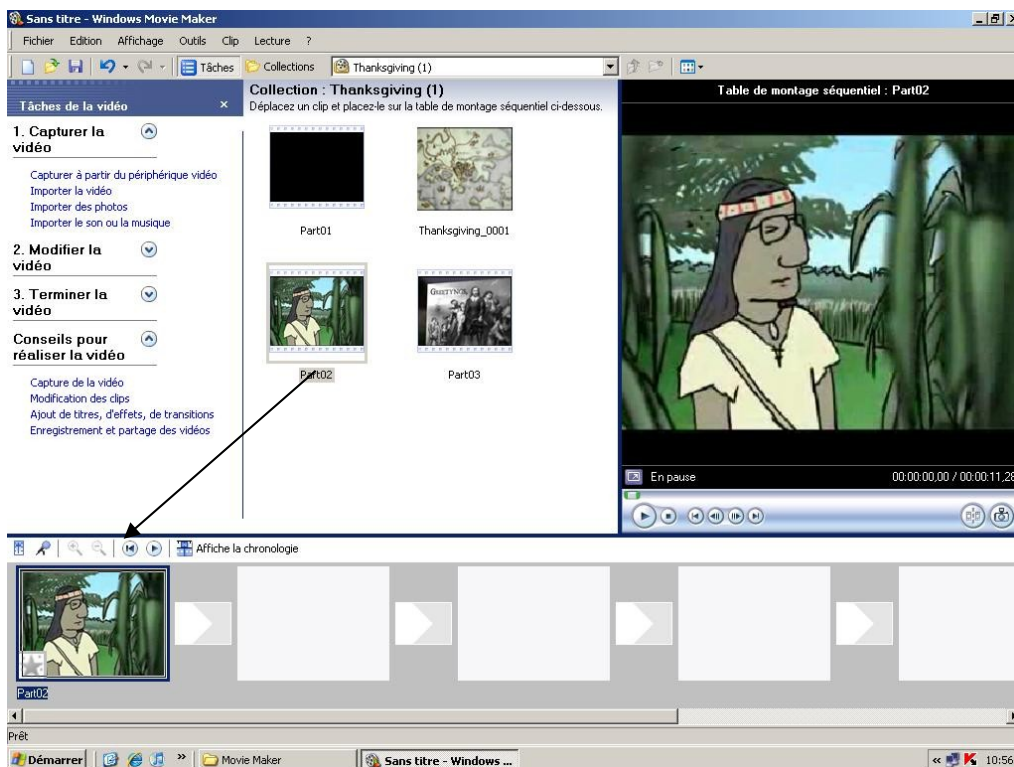 Sans titre - Windows Movie Maker
Fichier Edition Affichage Outils Clip Lecture ?
Tâches Collections Thanksgiving (1)
Tâches de la vidéo ×
1. Capturer la
vidéo
Capturer à partir du périphérique vidéo
Importer la vidéo
Importer des photos
Importer le son ou la musique
2. Modifier la
vidéo
3. Terminer la
vidéo
Conseils pour
réaliser la vidéo
Capture de la vidéo
Modification des clips
Ajout de titres, d'effets, de transitions
Enregistrement et partage des vidéos
Collection : Thanksgiving (1)
Déplacez un clip et placez-le sur la table de montage séquentiel ci-dessous.
Part01
Thanksgiving_0001
GREETYNGS
Part02
Part03
Table de montage séquentiel : Part02
En pause 00:00:00,00 / 00:00:11,28
Affiche la chronologie
Part02
Prêt
Démarrer » Movie Maker Sans titre - Windows ... « 10:56